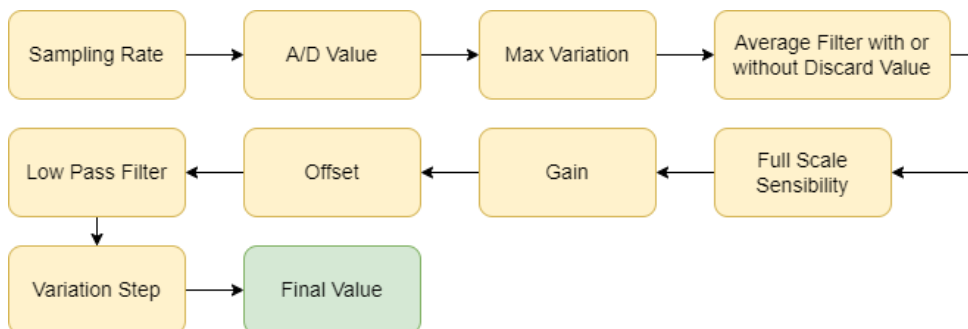 Sampling Rate
A/D Value
Max Variation
Average Filter with or
without Discard Value
Low Pass Filter
Offset
Gain
Full Scale
Sensibility
Variation Step
Final Value